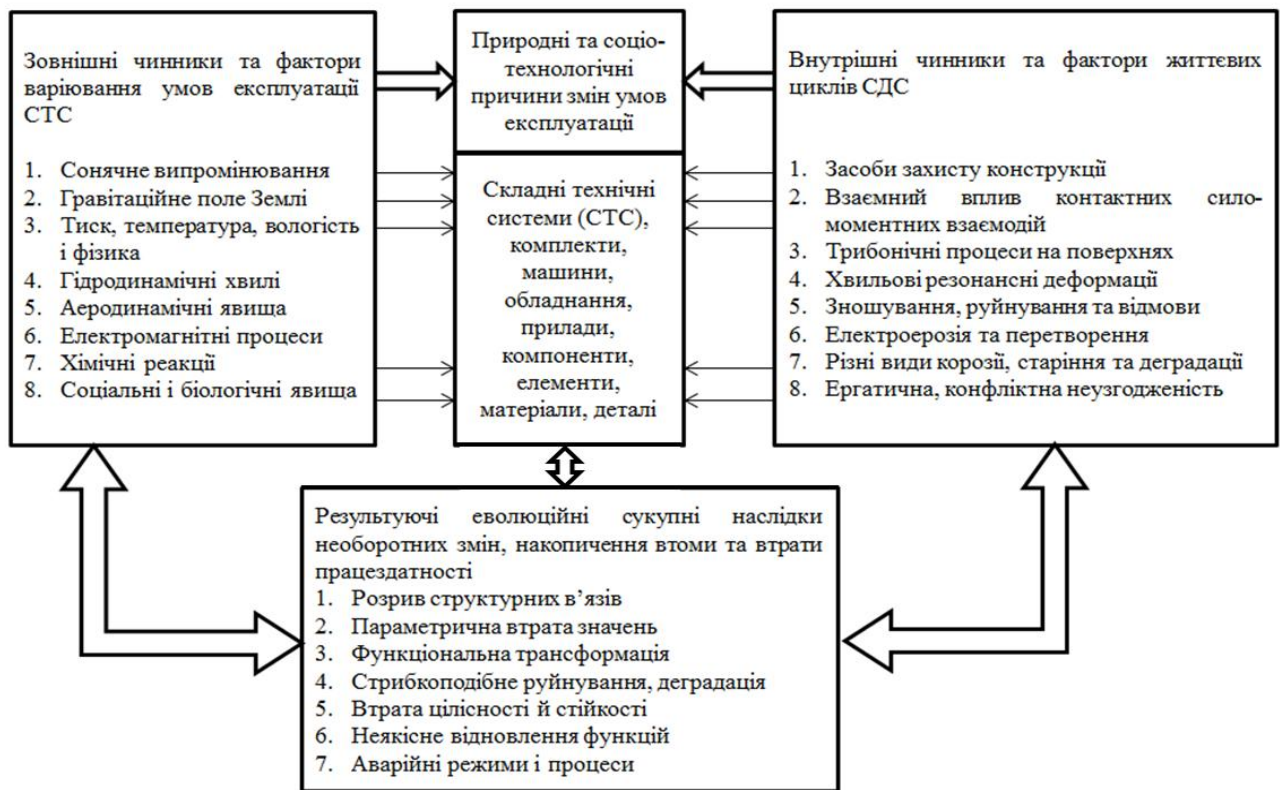 Зовнішні чинники та фактори
варіювання умов експлуатації
СТС
1. Сонячне випромінювання
2. Гравітаційне поле Землі
3. Тиск, температура, вологість
і фізика
4. Гідродинамічні хвилі
5. Аеродинамічні явища
6. Електромагнітні процеси
7. Хімічні реакції
8. Соціальні і біологічні явища
Природні та соціо-
технологічні
причини змін умов
експлуатації
Складні технічні
системи (СТС),
комплекти,
машини,
обладнання,
прилади,
компоненти,
елементи,
матеріали, деталі
Внутрішні чинники та фактори життєвих
циклів СДС
1. Засоби захисту конструкції
2. Взаємний вплив контактних сило-
моментних взаємодій
3. Трибонічні процеси на поверхнях
4. Хвильові резонансні деформації
5. Зношування, руйнування та відмови
6. Електроерозія та перетворення
7. Різні види корозії, старіння та деградації
8. Ергатична, конфліктна неузгодженість
Результуючі еволюційні сукупні наслідки
необоротних змін, накопичення втоми та втрати
працездатності
1. Розрив структурних в’язів
2. Параметрична втрата значень
3. Функціональна трансформація
4. Стрибкоподібне руйнування, деградація
5. Втрата цілісності й стійкості
6. Неякісне відновлення функцій
7. Аварійні режими і процеси